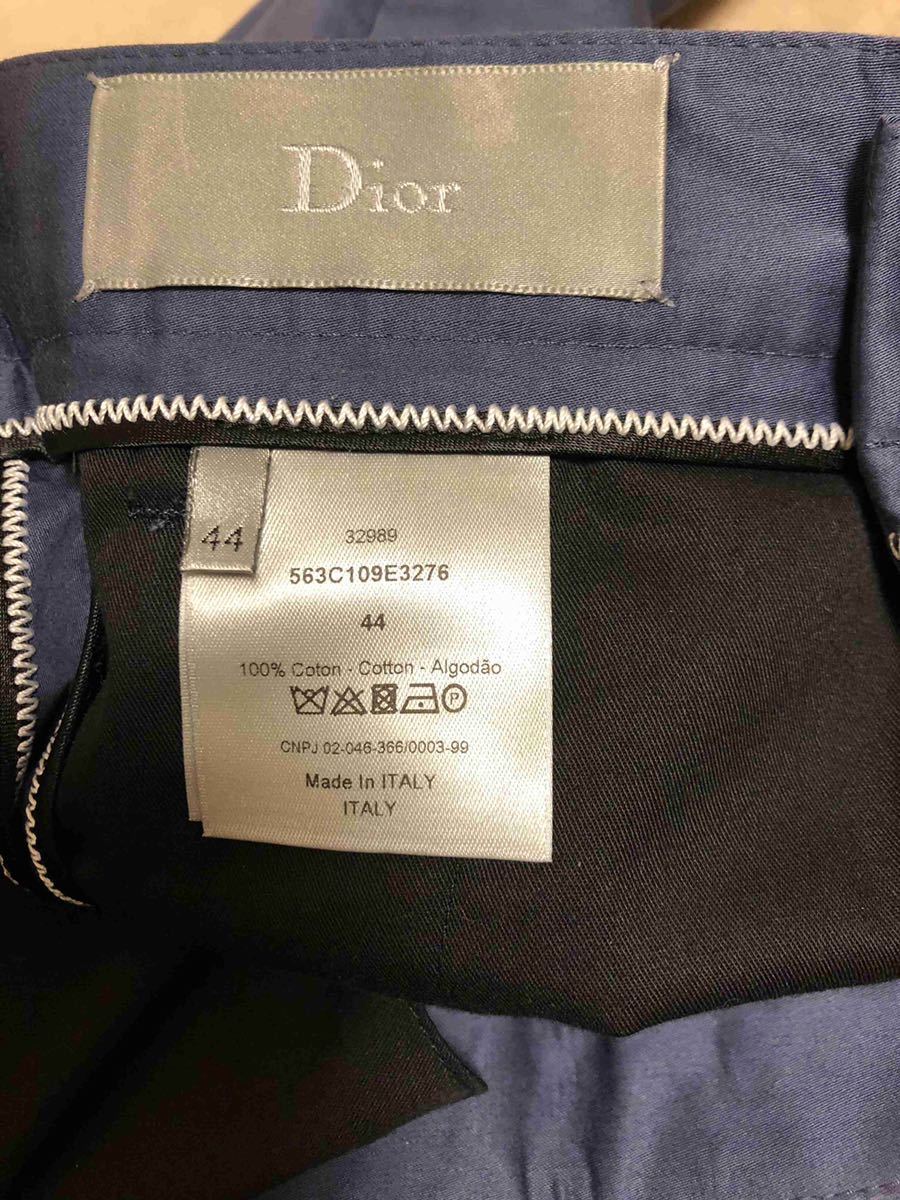 Dior
44
32989
563C109E3276
44
100% Coton - Cotton - Algodão
P
CNPJ 02-046-366/0003-99
Made In ITALY
ITALY